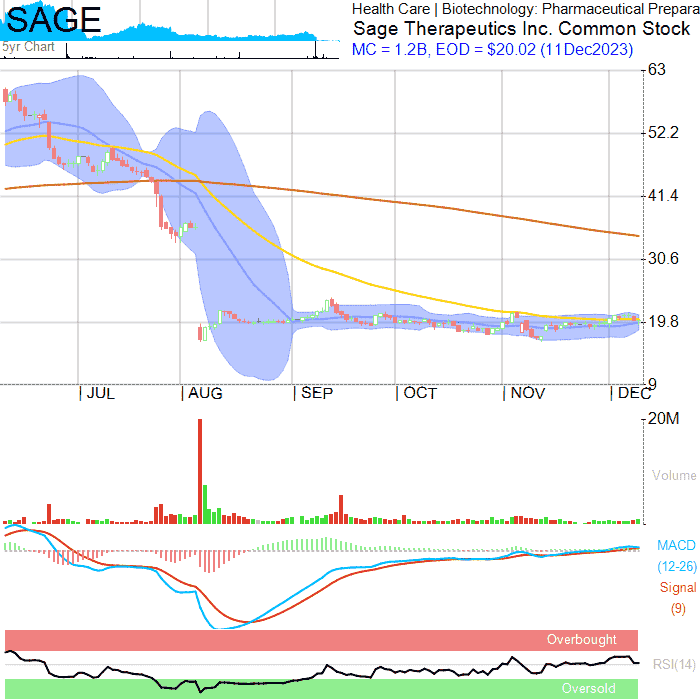 SAGE
5yr Chart
Health Care | Biotechnology: Pharmaceutical Prepara
Sage Therapeutics Inc. Common Stock
MC = 1.2B, EOD = $20.02 (11Dec2023)
63
52.2
41.4
30.6
19.8
9
| JUL | AUG | SEP | OCT | NOV | DEC
20M
Volume
MACD
(12-26)
Signal
(9)
Overbought
RSI(14)
Oversold